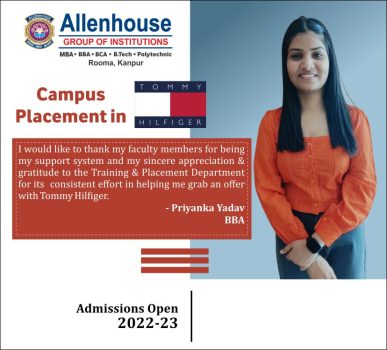 Allenhouse
GROUP OF INSTITUTIONS
MBA • BBA • BCA • B.Tech • Polytechnic
Rooma, Kanpur
Campus
Placement in
TOMMY
HILFIGER
I would like to thank my faculty members for being
my support system and my sincere appreciation &
gratitude to the Training & Placement Department
for its consistent effort in helping me grab an offer
with Tommy Hilfiger.
- Priyanka Yadav
BBA
Admissions Open
2022-23